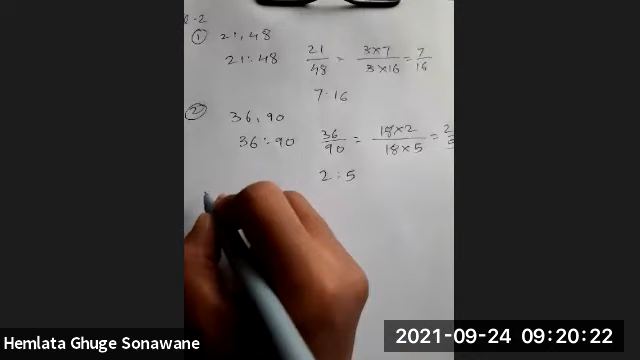 Q.2
① 21, 48
21:48 21/48 = 3×7/3×16 = 7/16
7:16
② 36, 90
36:90 36/90 = 18×2/18×5 = 2/5
2:5
Hemlata Ghuge Sonawane
2021-09-24 09:20:22